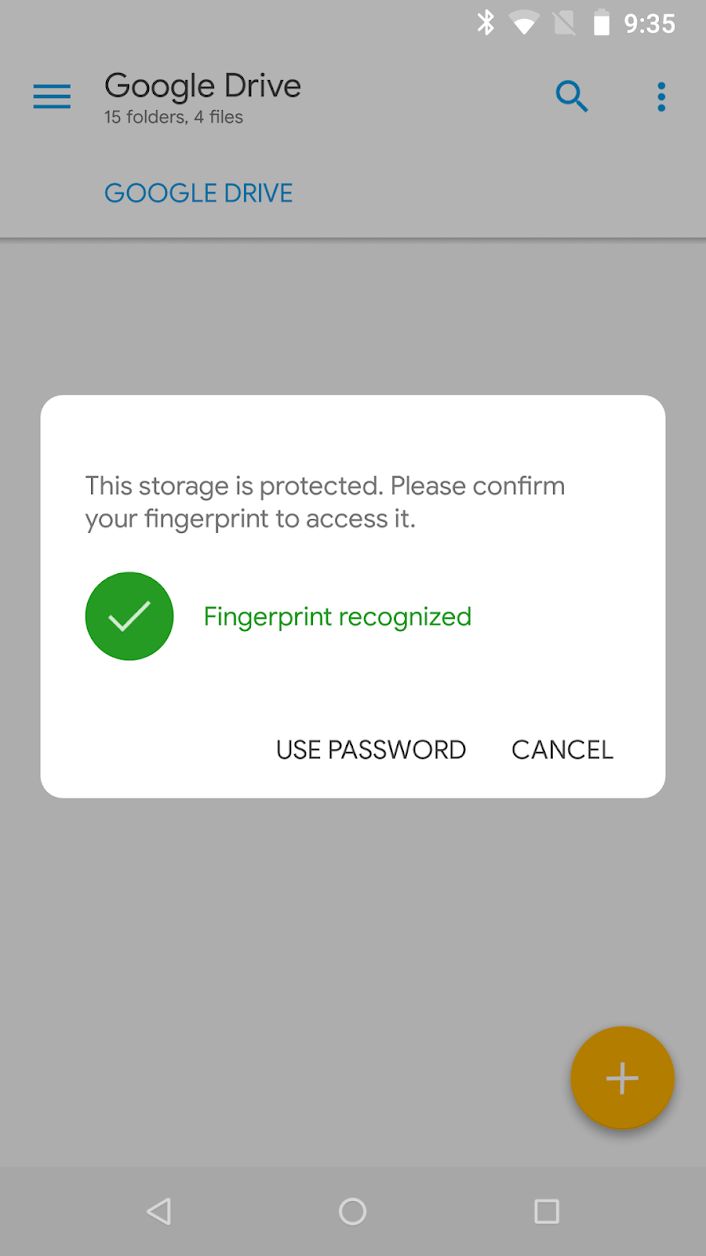 9:35
Google Drive
15 folders, 4 files
GOOGLE DRIVE
This storage is protected. Please confirm
your fingerprint to access it.
Fingerprint recognized
USE PASSWORD CANCEL